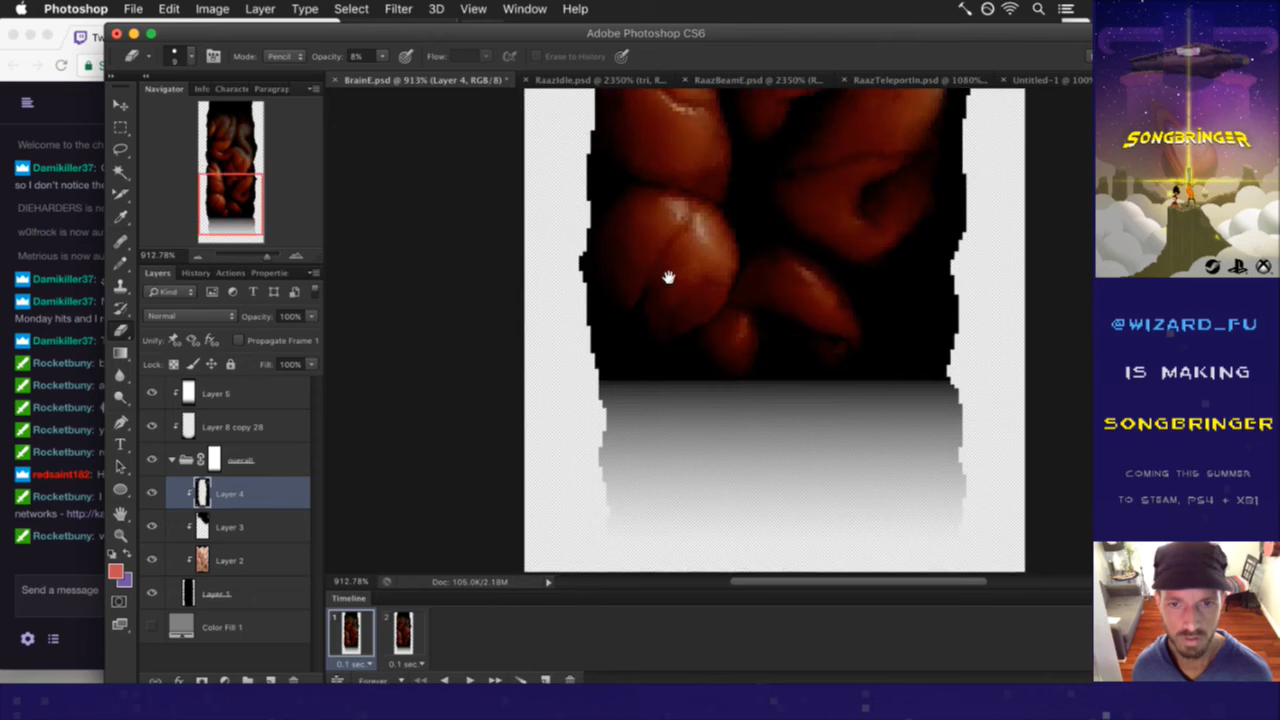 Photoshop File Edit Image Layer Type Select Filter 3D View Window Help
Adobe Photoshop CS6
Mode: Pencil Opacity: 8% Flow: Erase to History
9
BrainE.psd @ 913% (Layer 4, RGB/8) * RaazIdle.psd @ 2350% (tri, R... RaazBeamE.psd @ 2350% (R... RaazTeleportIn.psd @ 1080%... Untitled-1 @ 100%
Navigator Info Charact Paragrap
912.78%
Layers History Actions Propertie
Kind
Normal Opacity: 100%
Unify: Propagate Frame 1
Lock: Fill: 100%
Layer 5
Layer 8 copy 28
overall
Layer 4
Layer 3
Layer 2
Layer 1
Color Fill 1
912.78% Doc: 105.0K/2.18M
Timeline
1 2
0.1 sec. 0.1 sec.
Forever
Tw
S
Welcome to the ch
Damikiller37:
so I don't notice the
DIEHARDERS is n
w0lfrock is now au
Metrious is now au
Damikiller37:
Damikiller37:
Monday hits and I r
Damikiller37:
Rocketbuny: b
Rocketbuny: a
Rocketbuny:
Rocketbuny: y
Rocketbuny: n
redsaint182: H
Rocketbuny: I
networks - http://ka
Rocketbuny: v
Send a message
SONGBRINGER
@WIZARD_FU
IS MAKING
SONGBRINGER
COMING THIS SUMMER
TO STEAM, PS4 + XB1